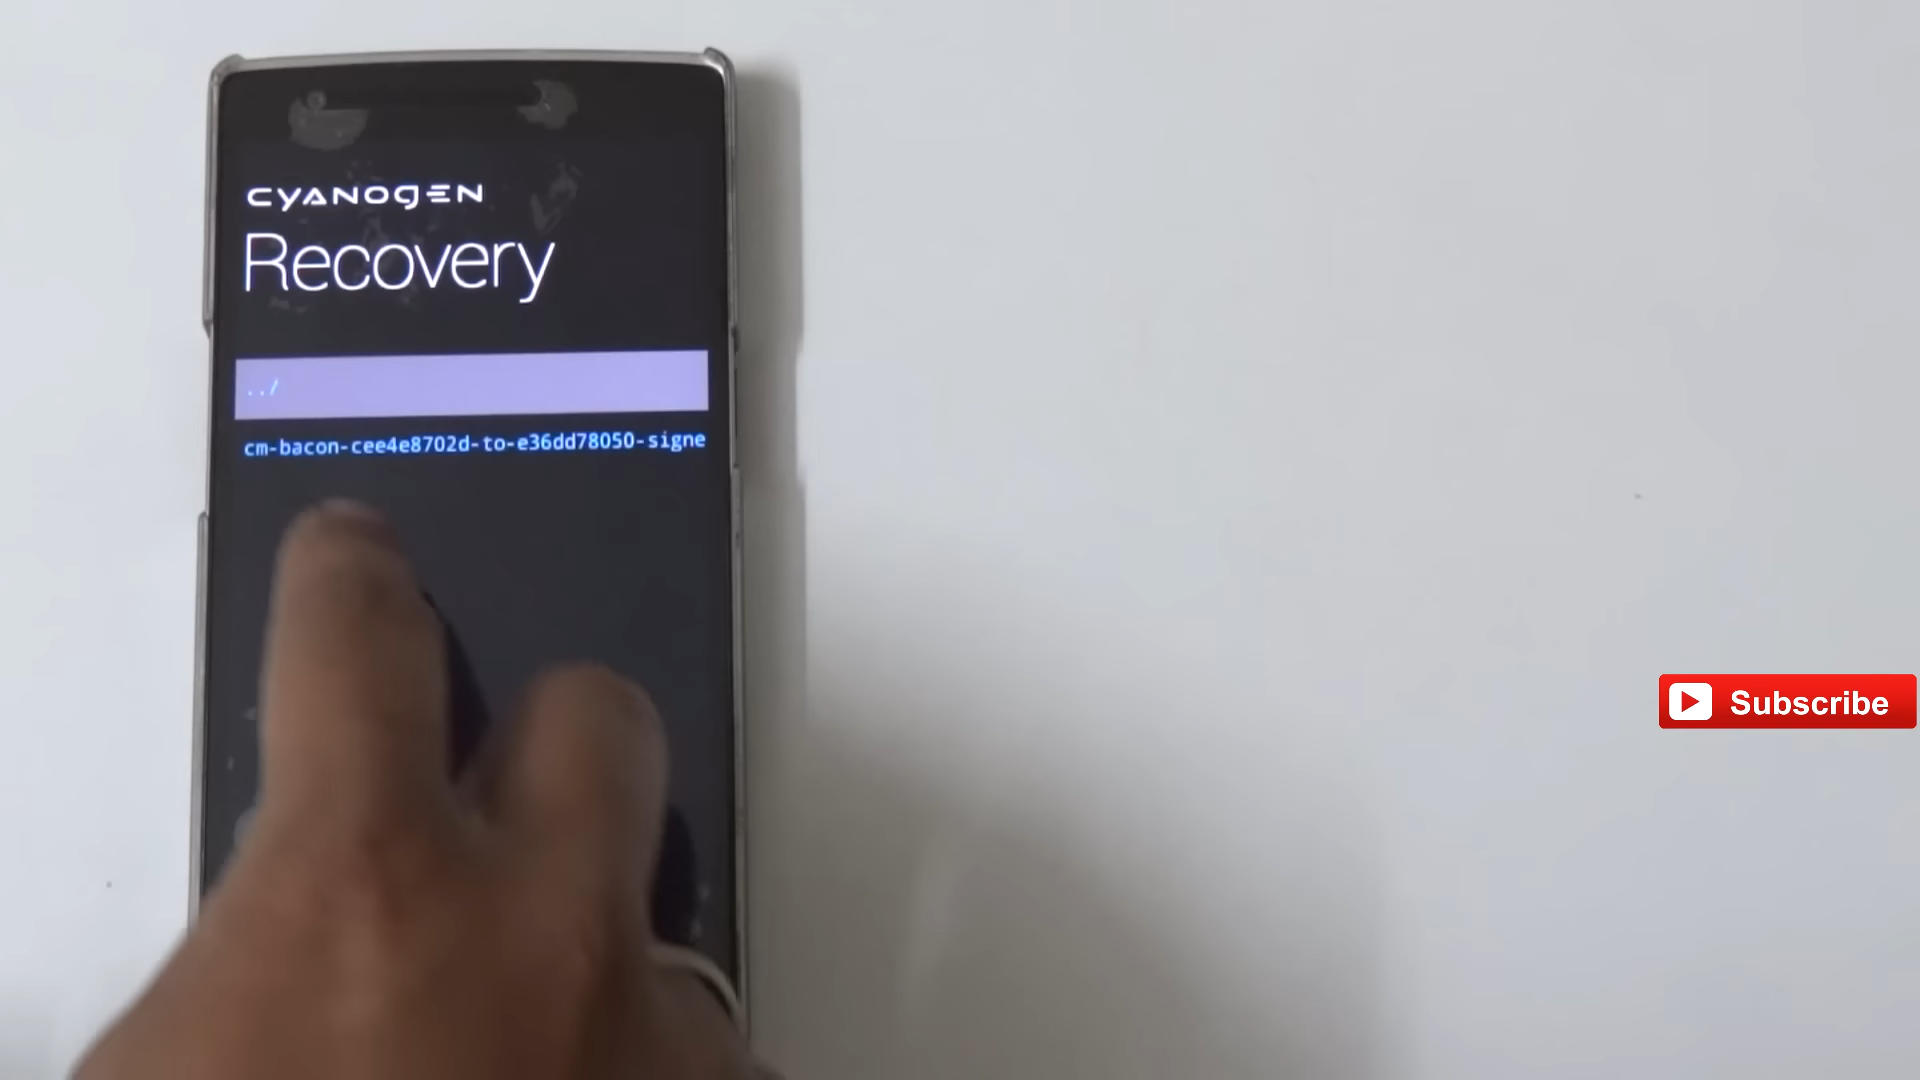 CYANOGEN
Recovery
../
cm-bacon-cee4e8702d-to-e36dd78050-signe
Subscribe